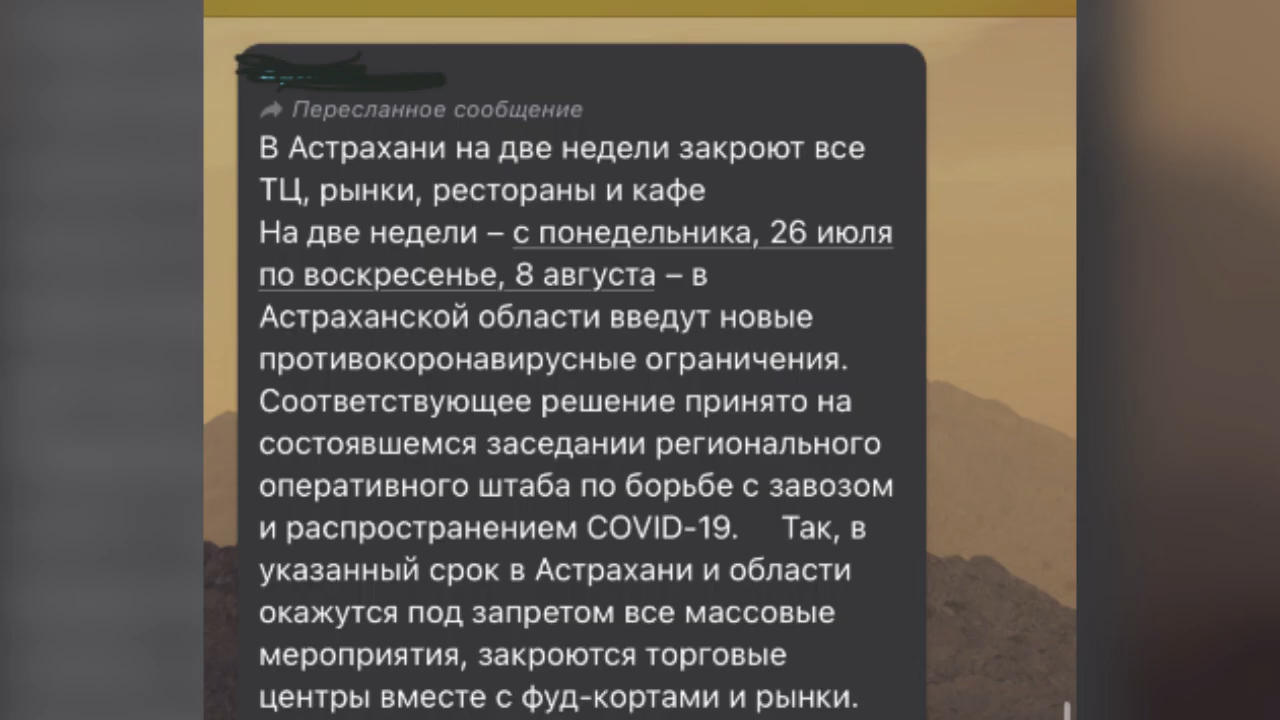 Пересланное сообщение
В Астрахани на две недели закроют все
ТЦ, рынки, рестораны и кафе
На две недели – с понедельника, 26 июля
по воскресенье, 8 августа – в
Астраханской области введут новые
противокоронавирусные ограничения.
Соответствующее решение принято на
состоявшемся заседании регионального
оперативного штаба по борьбе с завозом
и распространением COVID-19. Так, в
указанный срок в Астрахани и области
окажутся под запретом все массовые
мероприятия, закроются торговые
центры вместе с фуд-кортами и рынки.